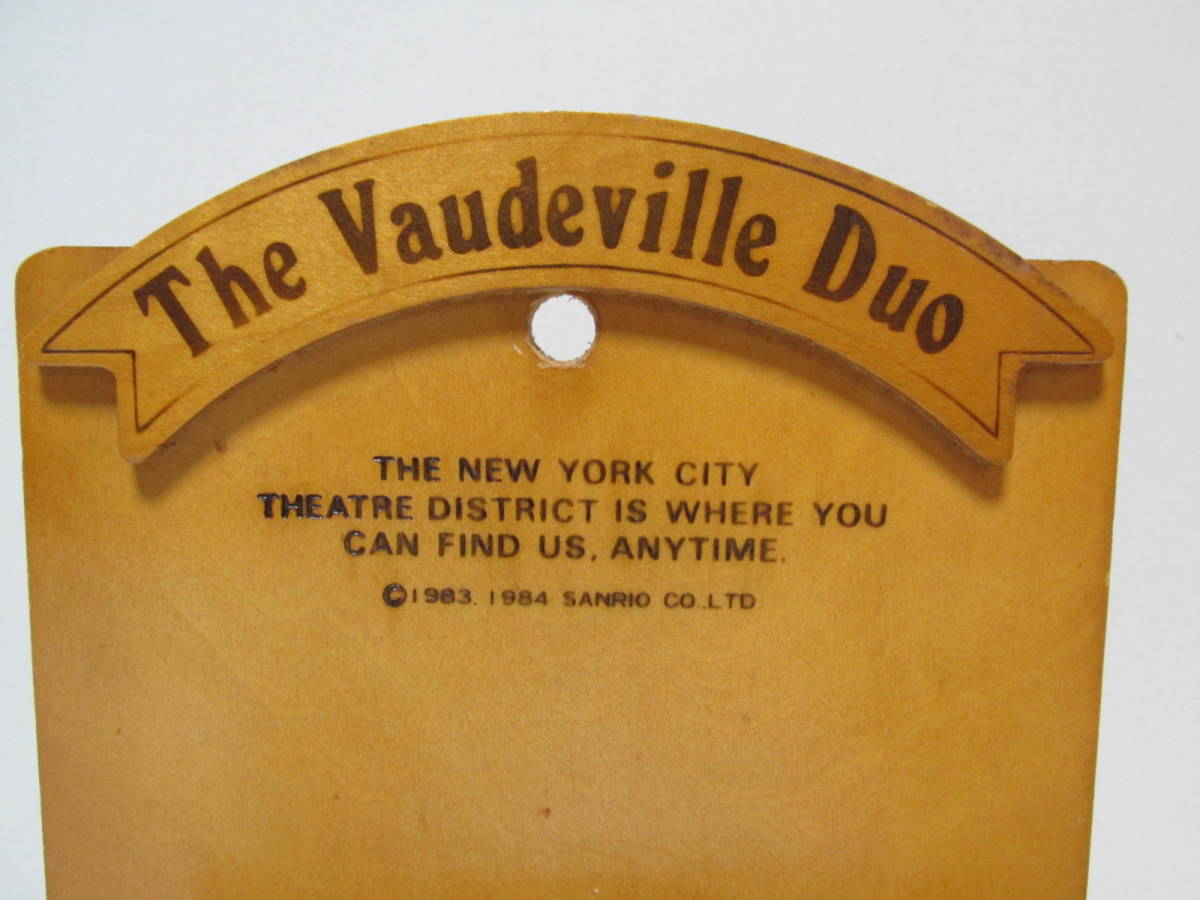 The Vaudeville Duo
THE NEW YORK CITY
THEATRE DISTRICT IS WHERE YOU
CAN FIND US, ANYTIME.
©1983, 1984 SANRIO CO.,LTD